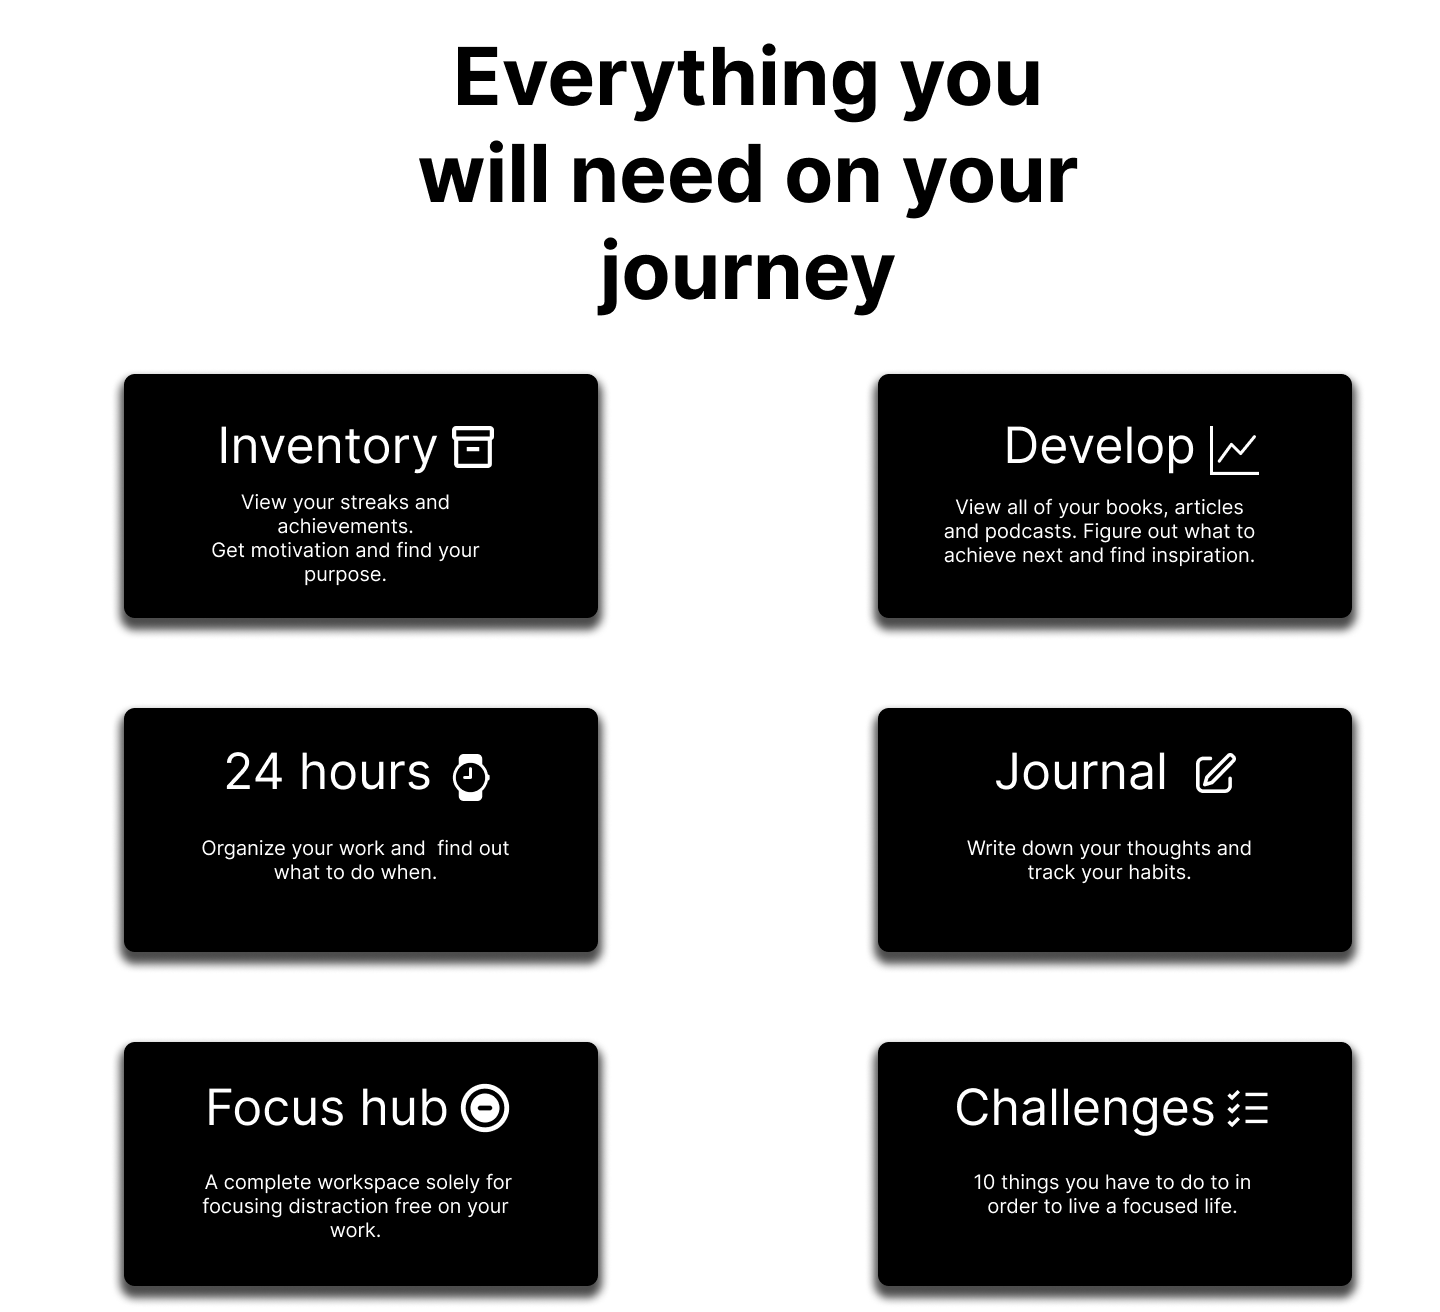 Everything you
will need on your
journey
Inventory
View your streaks and
achievements.
Get motivation and find your
purpose.
Develop
View all of your books, articles
and podcasts. Figure out what to
achieve next and find inspiration.
24 hours
Organize your work and  find out
what to do when.
Journal
Write down your thoughts and
track your habits.
Focus hub
A complete workspace solely for
focusing distraction free on your
work.
Challenges
10 things you have to do to in
order to live a focused life.